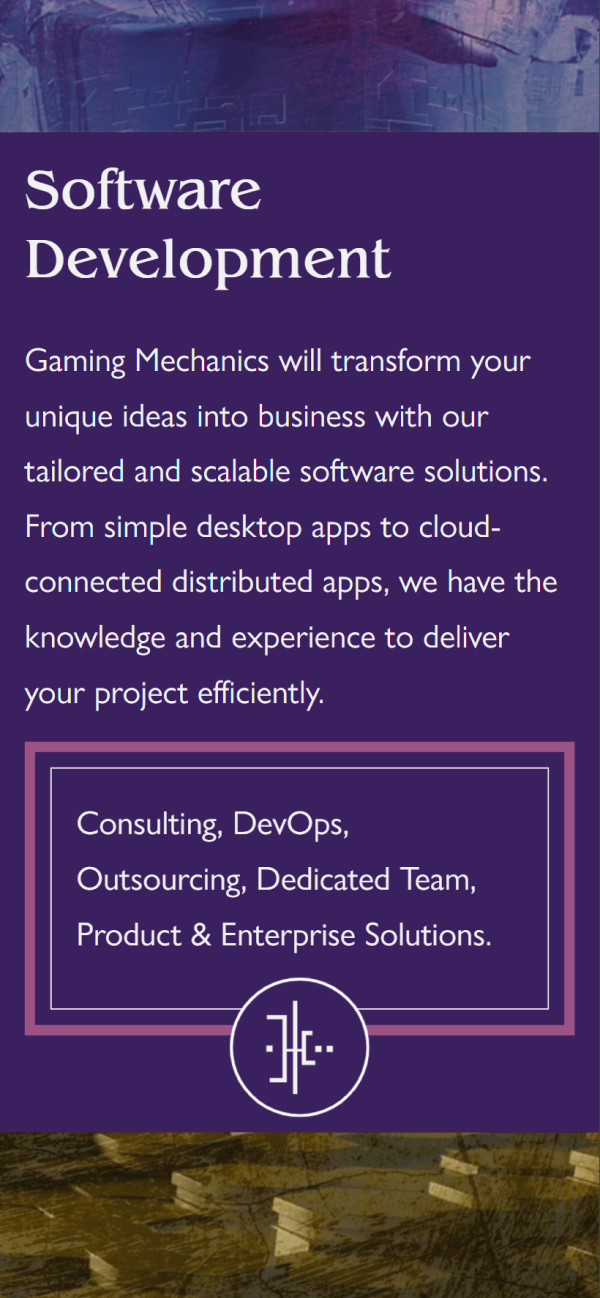 Software
Development
Gaming Mechanics will transform your
unique ideas into business with our
tailored and scalable software solutions.
From simple desktop apps to cloud-
connected distributed apps, we have the
knowledge and experience to deliver
your project efficiently.
Consulting, DevOps,
Outsourcing, Dedicated Team,
Product & Enterprise Solutions.